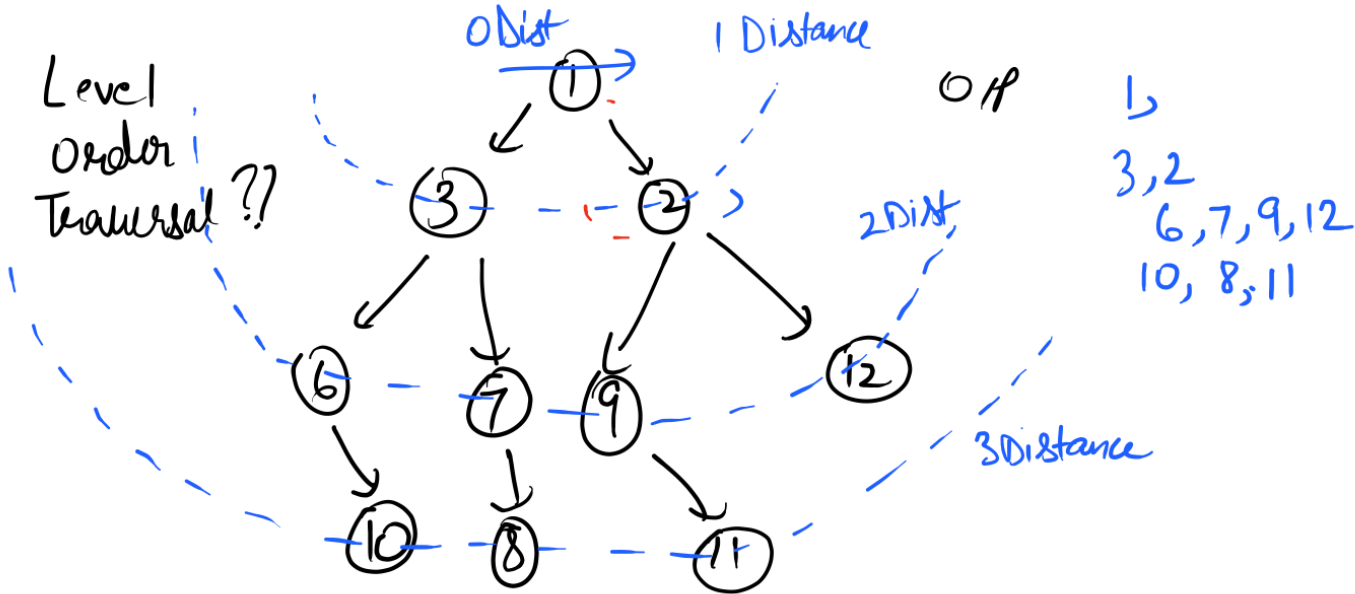 0 Dist
1 Distance
Level
Order
Traversal ??
1
O/P
1,
3, 2
6, 7, 9, 12
10, 8, 11
3
2
2 Dist
6
7
9
12
3 Distance
10
8
11